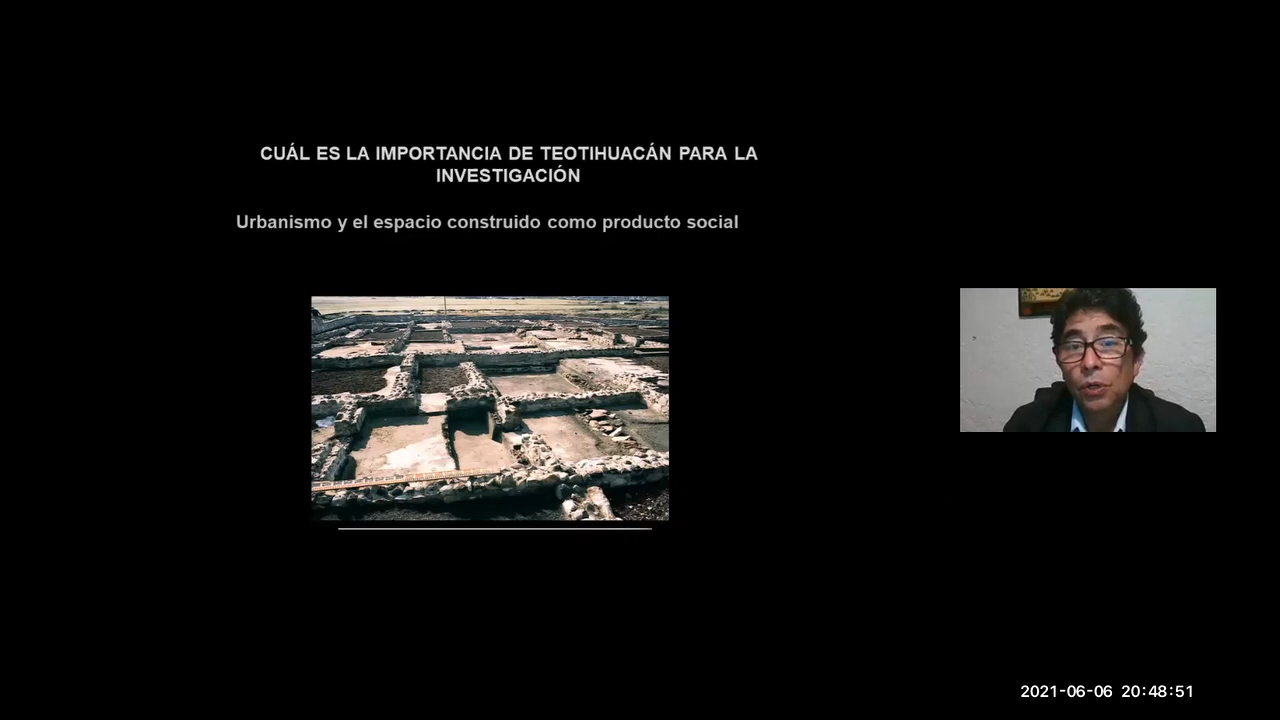 CUÁL ES LA IMPORTANCIA DE TEOTIHUACÁN PARA LA
INVESTIGACIÓN
Urbanismo y el espacio construido como producto social
2021-06-06 20:48:51